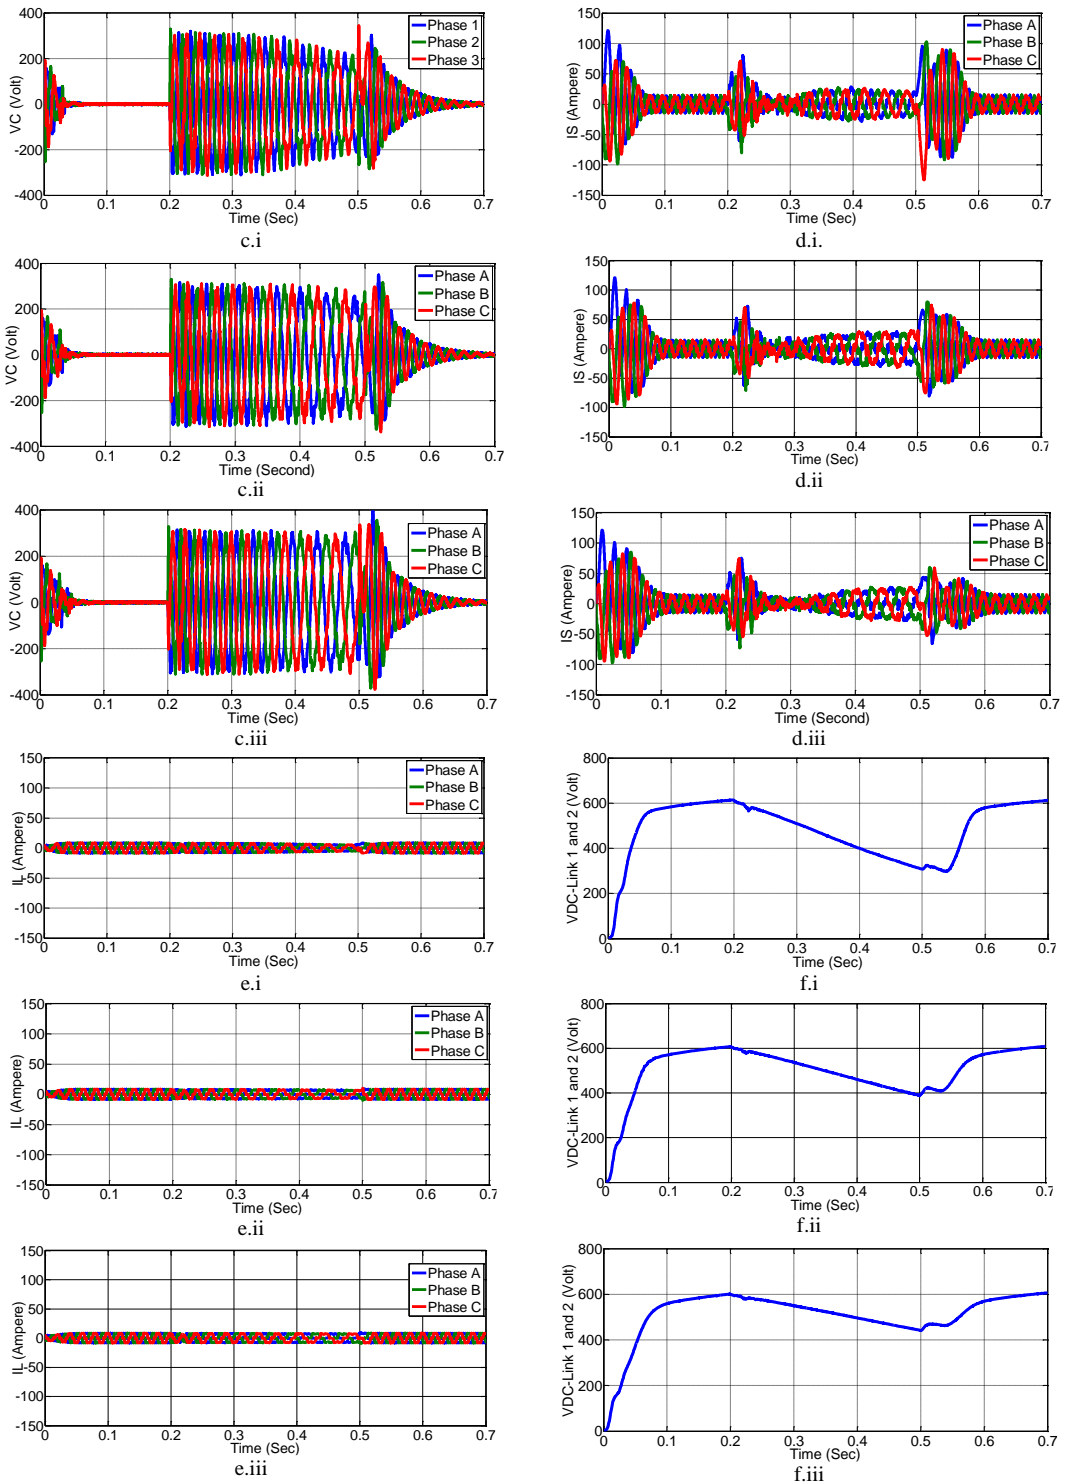 400
200
0
-200
-400
VC (Volt)
Phase 1
Phase 2
Phase 3
0 0.1 0.2 0.3 0.4 0.5 0.6 0.7
Time (Sec)
c.i
150
100
50
0
-50
-100
-150
IS (Ampere)
Phase A
Phase B
Phase C
0 0.1 0.2 0.3 0.4 0.5 0.6 0.7
Time (Sec)
d.i.
400
200
0
-200
-400
VC (Volt)
Phase A
Phase B
Phase C
0 0.1 0.2 0.3 0.4 0.5 0.6 0.7
Time (Second)
c.ii
150
100
50
0
-50
-100
-150
IS (Ampere)
Phase A
Phase B
Phase C
0 0.1 0.2 0.3 0.4 0.5 0.6 0.7
Time (Sec)
d.ii
400
200
0
-200
-400
VC (Volt)
Phase A
Phase B
Phase C
0 0.1 0.2 0.3 0.4 0.5 0.6 0.7
Time (Sec)
c.iii
150
100
50
0
-50
-100
-150
IS (Ampere)
Phase A
Phase B
Phase C
0 0.1 0.2 0.3 0.4 0.5 0.6 0.7
Time (Second)
d.iii
150
100
50
0
-50
-100
-150
IL (Ampere)
Phase A
Phase B
Phase C
0 0.1 0.2 0.3 0.4 0.5 0.6 0.7
Time (Sec)
e.i
800
600
400
200
0
VDC-Link 1 and 2 (Volt)
0 0.1 0.2 0.3 0.4 0.5 0.6 0.7
Time (Sec)
f.i
150
100
50
0
-50
-100
-150
IL (Ampere)
Phase A
Phase B
Phase C
0 0.1 0.2 0.3 0.4 0.5 0.6 0.7
Time (Sec)
e.ii
800
600
400
200
0
VDC-Link 1 and 2 (Volt)
0 0.1 0.2 0.3 0.4 0.5 0.6 0.7
Time (Sec)
f.ii
150
100
50
0
-50
-100
-150
IL (Ampere)
Phase A
Phase B
Phase C
0 0.1 0.2 0.3 0.4 0.5 0.6 0.7
Time (Sec)
e.iii
800
600
400
200
0
VDC-Link 1 and 2 (Volt)
0 0.1 0.2 0.3 0.4 0.5 0.6 0.7
Time (Sec)
f.iii